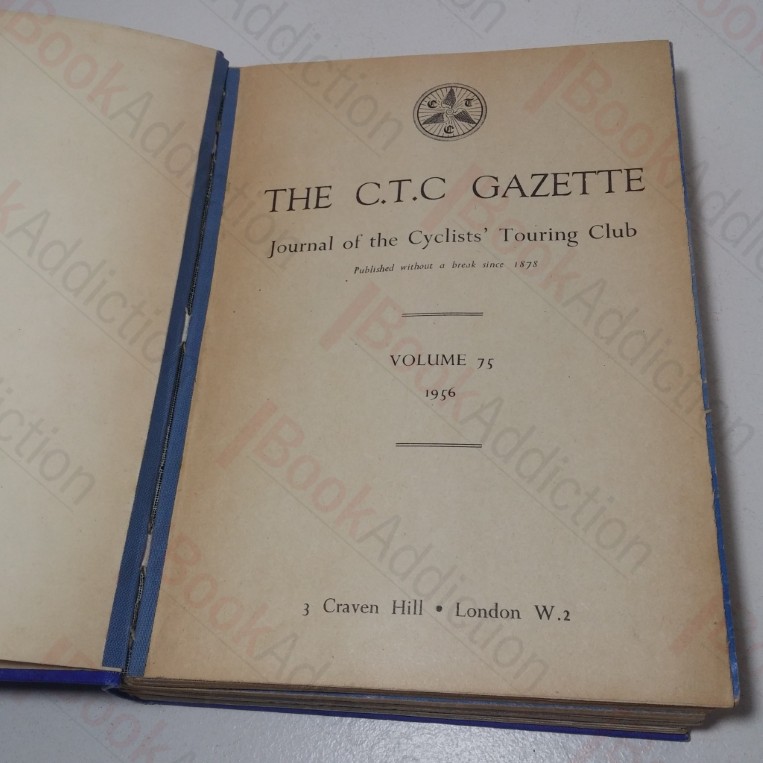 C T C
THE C.T.C GAZETTE
Journal of the Cyclists' Touring Club
Published without a break since 1878
VOLUME 75
1956
3 Craven Hill • London W.2
BookAddiction